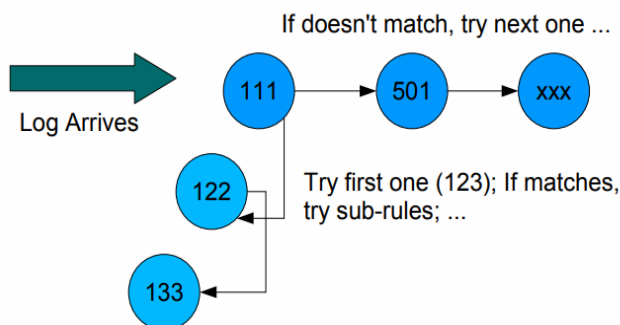 If doesn't match, try next one ...
111
501
xxx
Log Arrives
122
Try first one (123); If matches,
try sub-rules; ...
133